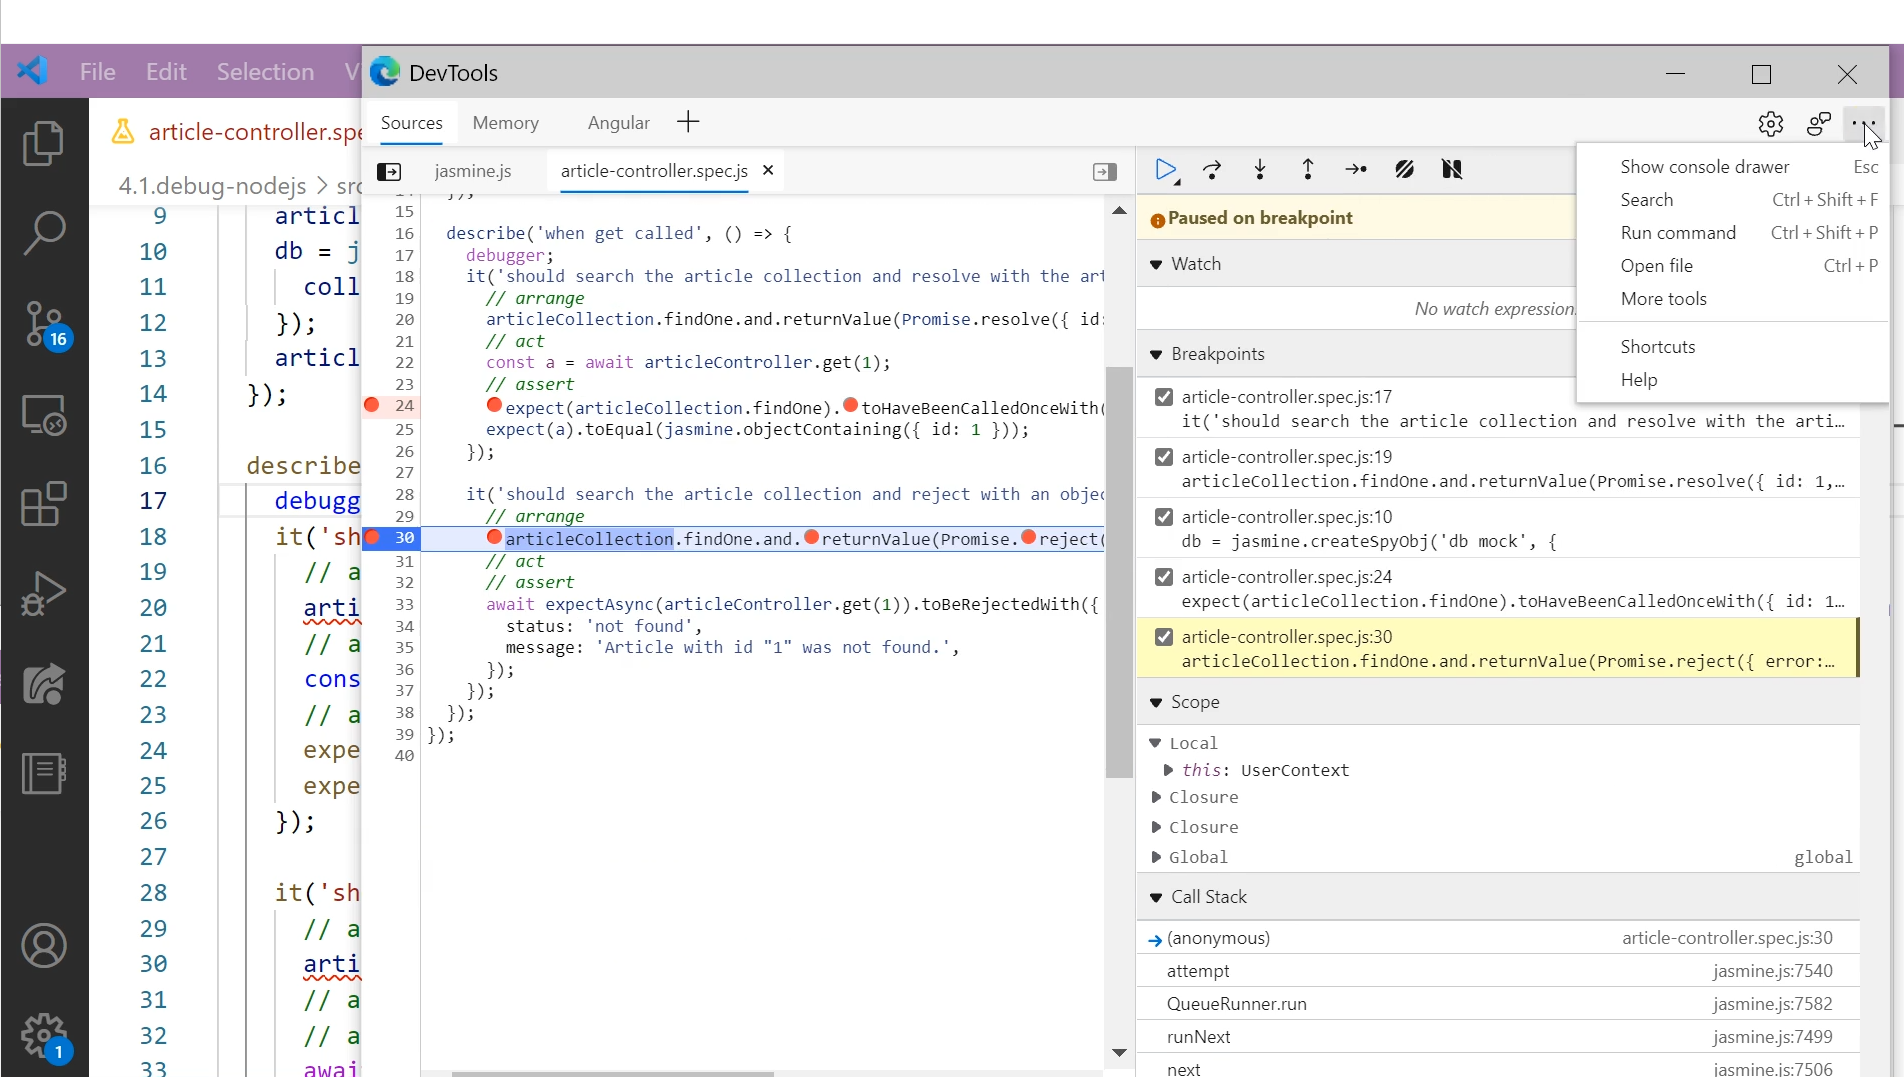 File Edit Selection V
DevTools
article-controller.spe
4.1.debug-nodejs > src
9 articl
10 db = j
11 coll
12 });
13 articl
14 });
15
16 describe
17 debugg
18 it('sh
19 // a
20 arti
21 // a
22 cons
23 // a
24 expe
25 expe
26 });
27
28 it('sh
29 // a
30 arti
31 // a
32 // a
33 awai
16
1
Sources Memory Angular
jasmine.js article-controller.spec.js
});
15
16 describe('when get called', () => {
17 debugger;
18 it('should search the article collection and resolve with the art
19 // arrange
20 articleCollection.findOne.and.returnValue(Promise.resolve({ id:
21 // act
22 const a = await articleController.get(1);
23 // assert
24 expect(articleCollection.findOne).toHaveBeenCalledOnceWith(
25 expect(a).toEqual(jasmine.objectContaining({ id: 1 }));
26 });
27
28 it('should search the article collection and reject with an objec
29 // arrange
30 articleCollection.findOne.and.returnValue(Promise.reject(
31 // act
32 // assert
33 await expectAsync(articleController.get(1)).toBeRejectedWith({
34 status: 'not found',
35 message: 'Article with id "1" was not found.',
36 });
37 });
38 });
39 });
40
Paused on breakpoint
Watch
No watch expression
Breakpoints
article-controller.spec.js:17
it('should search the article collection and resolve with the arti…
article-controller.spec.js:19
articleCollection.findOne.and.returnValue(Promise.resolve({ id: 1,…
article-controller.spec.js:10
db = jasmine.createSpyObj('db mock', {
article-controller.spec.js:24
expect(articleCollection.findOne).toHaveBeenCalledOnceWith({ id: 1…
article-controller.spec.js:30
articleCollection.findOne.and.returnValue(Promise.reject({ error:…
Scope
Local
this: UserContext
Closure
Closure
Global global
Call Stack
(anonymous) article-controller.spec.js:30
attempt jasmine.js:7540
QueueRunner.run jasmine.js:7582
runNext jasmine.js:7499
next jasmine.js:7506
Show console drawer Esc
Search Ctrl + Shift + F
Run command Ctrl + Shift + P
Open file Ctrl + P
More tools
Shortcuts
Help